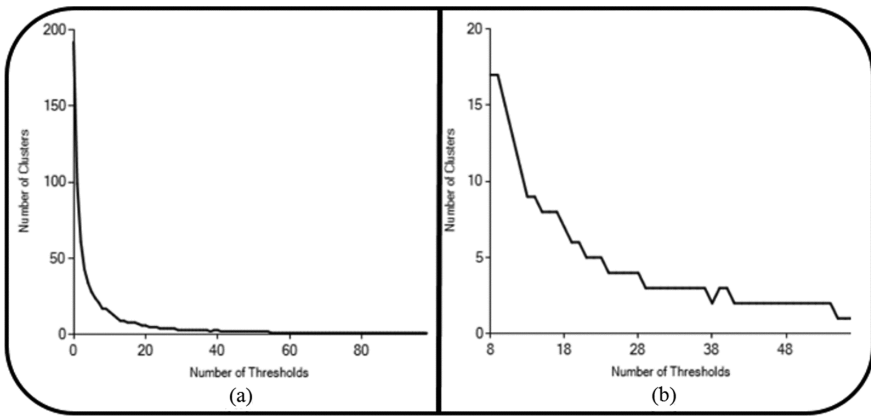 200
150
100
50
0
Number of Clusters
0 20 40 60 80
Number of Thresholds
(a)
20
15
10
5
0
Number of Clusters
8 18 28 38 48
Number of Thresholds
(b)